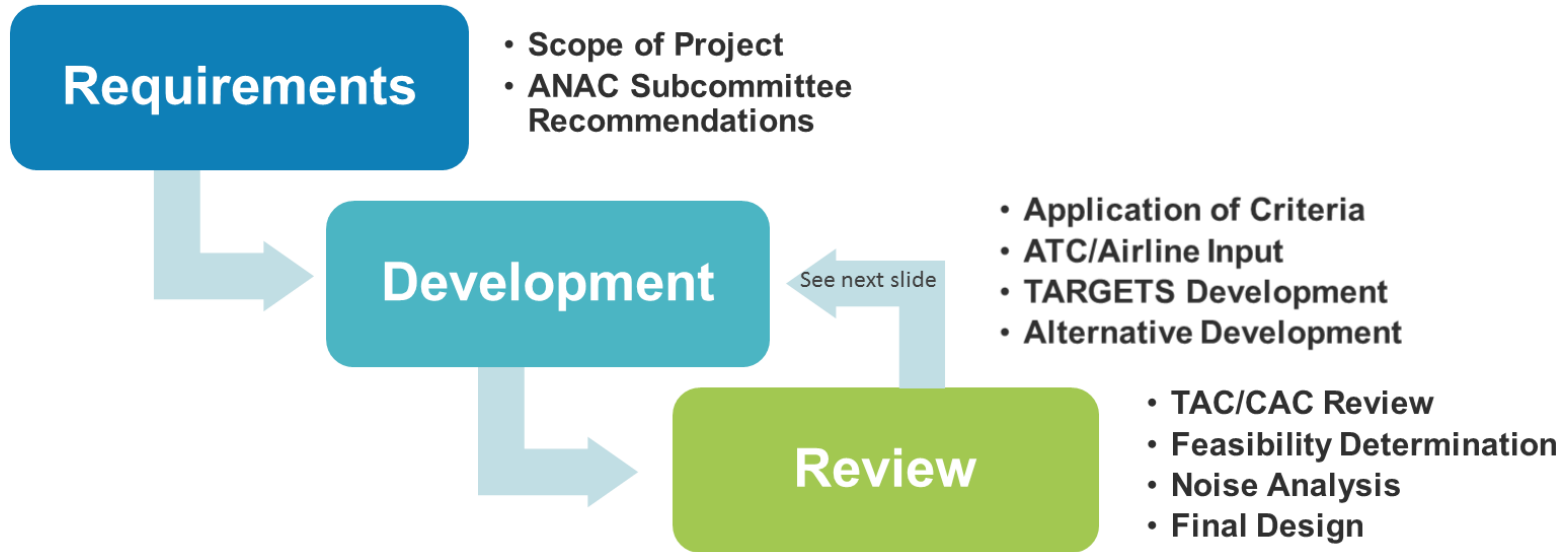 Requirements
• Scope of Project
• ANAC Subcommittee
Recommendations
Development
See next slide
• Application of Criteria
• ATC/Airline Input
• TARGETS Development
• Alternative Development
Review
• TAC/CAC Review
• Feasibility Determination
• Noise Analysis
• Final Design